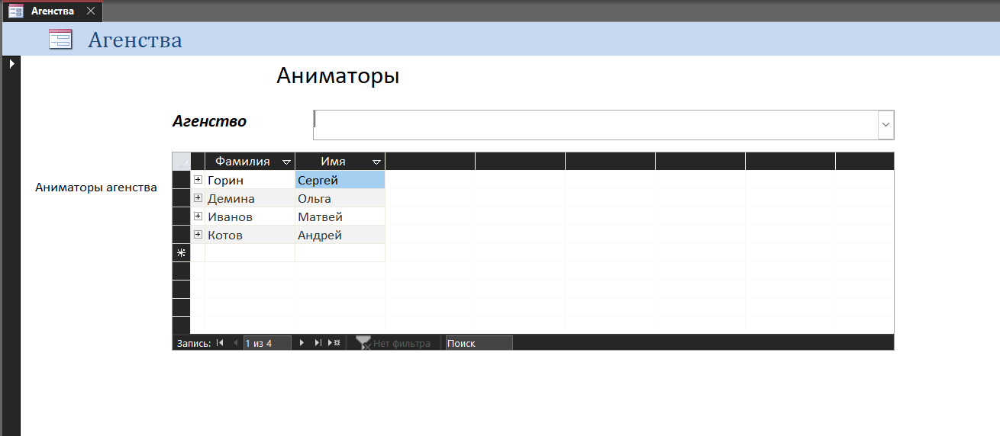 Агенства
Агенства
Аниматоры
Агенство
Фамилия Имя
Аниматоры агенства
Горин Сергей
Демина Ольга
Иванов Матвей
Котов Андрей
Запись: 1 из 4 Нет фильтра Поиск